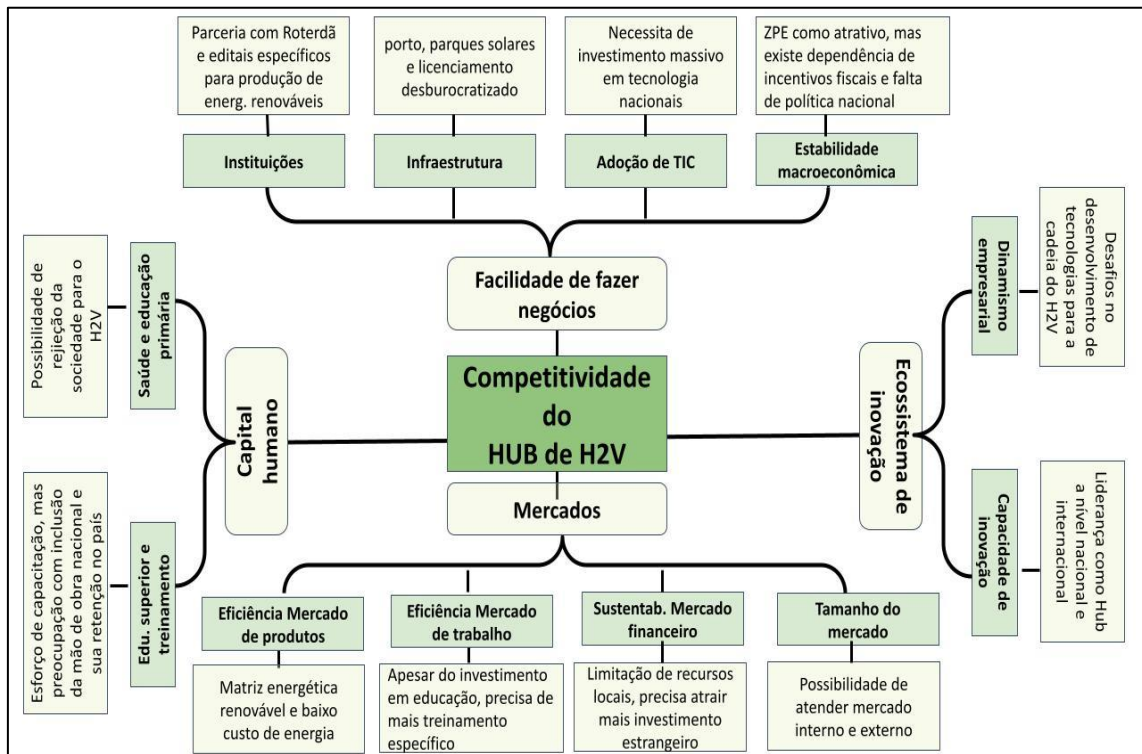 Parceria com Roterdã
e editais específicos
para produção de
energ. renováveis
porto, parques solares
e licenciamento
desburocratizado
Necessita de
investimento massivo
em tecnologia
nacionais
ZPE como atrativo, mas
existe dependência de
incentivos fiscais e falta
de política nacional
Instituições
Infraestrutura
Adoção de TIC
Estabilidade
macroeconômica
Facilidade de fazer
negócios
Possibilidade de
rejieção da
sociedade para o
H2V
Saúde e educação
primária
Capital
humano
Esforço de capacitação, mas
preocupação com inclusão
da mão de obra nacional e
sua retenção no país
Edu. superior e
treinamento
Competitividade
do
HUB de H2V
Ecossistema de
inovação
Dinamismo
empresarial
Desafios no
desenvolvimento de
tecnologias para a
cadeia do H2V
Capacidade de
inovação
Liderança como Hub
a nível nacional e
internacional
Mercados
Eficiência Mercado
de produtos
Eficiência Mercado
de trabalho
Sustentab. Mercado
financeiro
Tamanho do
mercado
Matriz energética
renovável e baixo
custo de energia
Apesar do investimento
em educação, precisa de
mais treinamento
específico
Limitação de recursos
locais, precisa atrair
mais investimento
estrangeiro
Possibilidade de
atender mercado
interno e externo